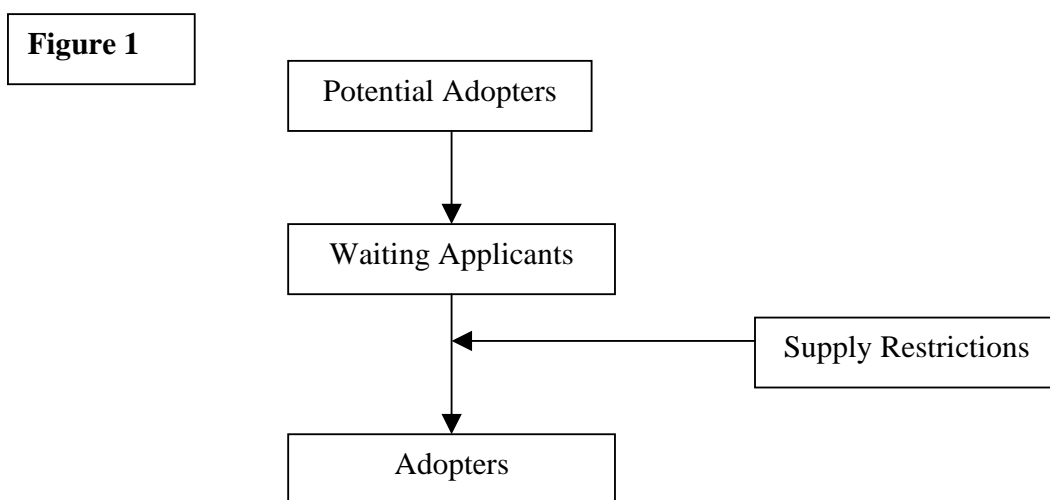 Figure 1
Potential Adopters
Waiting Applicants
Supply Restrictions
Adopters